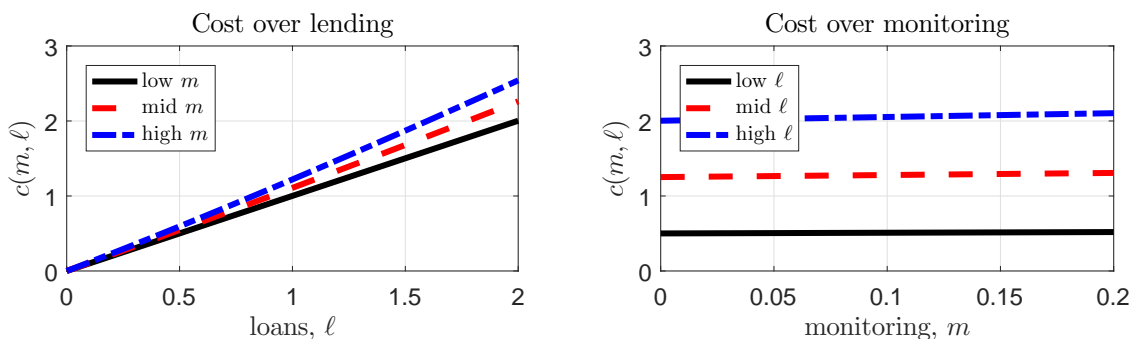 Cost over lending
3
2
1
0
c(m, ℓ)
low m
mid m
high m
0 0.5 1 1.5 2
loans, ℓ
Cost over monitoring
3
2
1
0
c(m, ℓ)
low ℓ
mid ℓ
high ℓ
0 0.05 0.1 0.15 0.2
monitoring, m